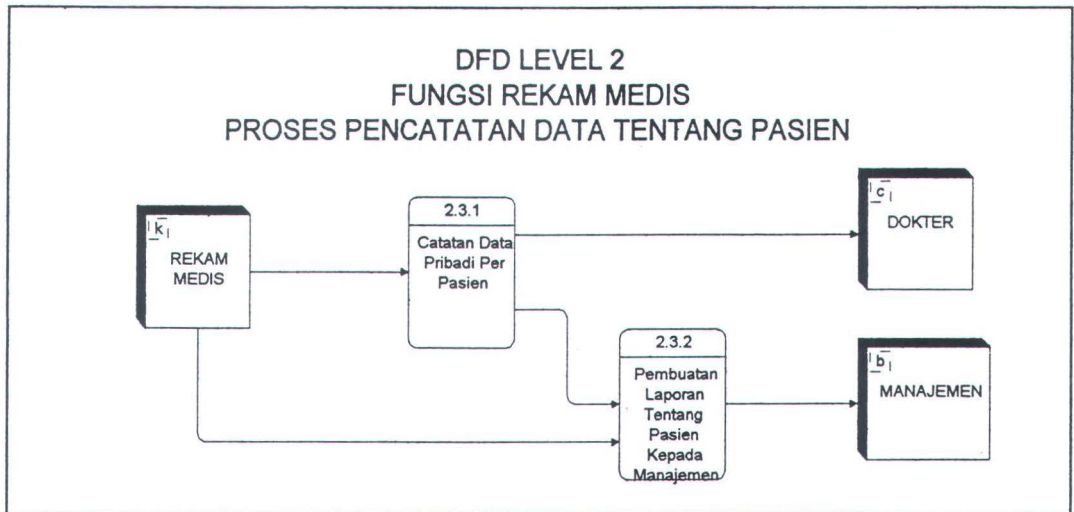 DFD LEVEL 2
FUNGSI REKAM MEDIS
PROSES PENCATATAN DATA TENTANG PASIEN
k
REKAM
MEDIS
2.3.1
Catatan Data
Pribadi Per
Pasien
c
DOKTER
2.3.2
Pembuatan
Laporan
Tentang
Pasien
Kepada
Manajemen
b
MANAJEMEN